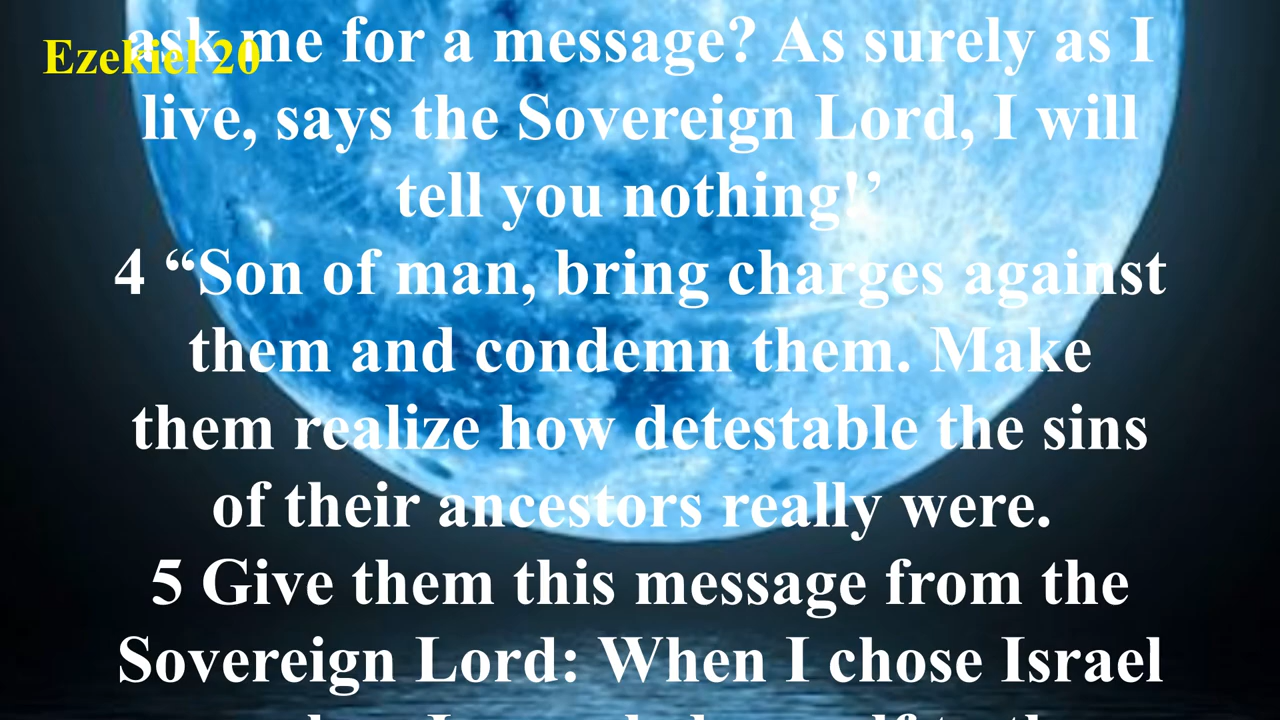 Ezekiel 20
ask me for a message? As surely as I
live, says the Sovereign Lord, I will
tell you nothing!’
4 “Son of man, bring charges against
them and condemn them. Make
them realize how detestable the sins
of their ancestors really were.
5 Give them this message from the
Sovereign Lord: When I chose Israel